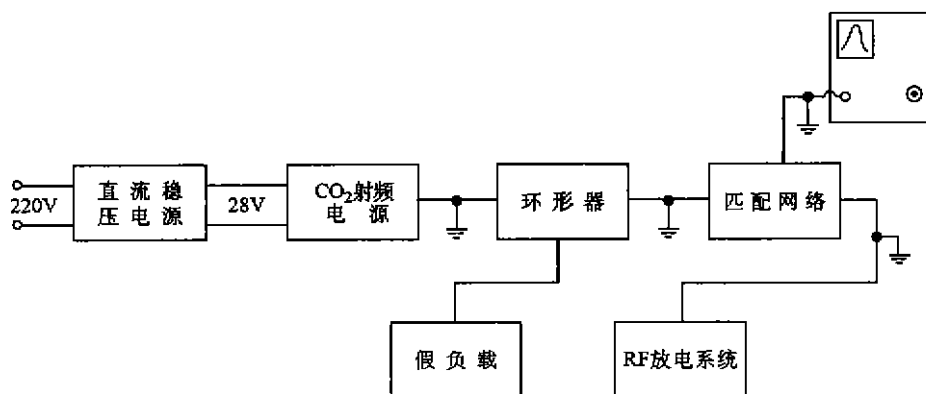 220V
直流稳
压电源
28V
CO₂射频
电源
环形器
匹配网络
假负载
RF放电系统